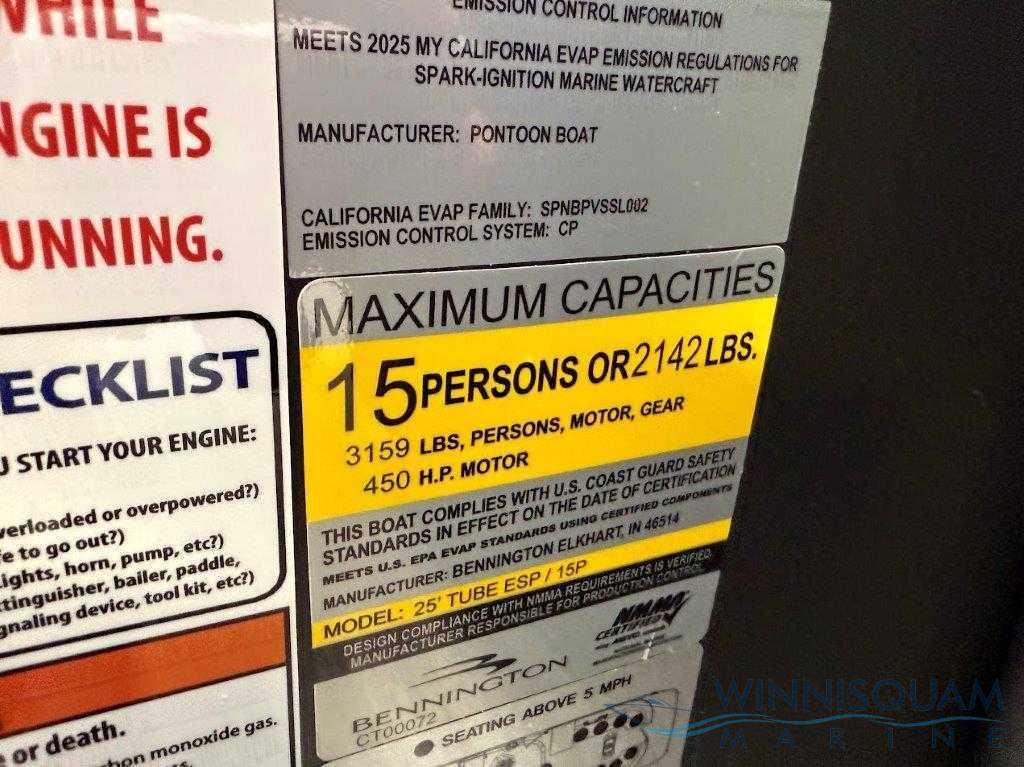 WHILE
ENGINE IS
RUNNING.
ECKLIST
U START YOUR ENGINE:
verloaded or overpowered?)
fe to go out?)
Lights, horn, pump, etc?)
tinguisher, bailer, paddle,
gnaling device, tool kit, etc?)
e or death.
bon monoxide gas.
EMISSION CONTROL INFORMATION
MEETS 2025 MY CALIFORNIA EVAP EMISSION REGULATIONS FOR
SPARK-IGNITION MARINE WATERCRAFT
MANUFACTURER: PONTOON BOAT
CALIFORNIA EVAP FAMILY: SPNBPVSSL002
EMISSION CONTROL SYSTEM: CP
MAXIMUM CAPACITIES
15 PERSONS OR 2142 LBS.
3159 LBS, PERSONS, MOTOR, GEAR
450 H.P. MOTOR
THIS BOAT COMPLIES WITH U.S. COAST GUARD SAFETY
STANDARDS IN EFFECT ON THE DATE OF CERTIFICATION
MEETS U.S. EPA EVAP STANDARDS USING CERTIFIED COMPONENTS
MANUFACTURER: BENNINGTON ELKHART, IN 46514
MODEL: 25' TUBE ESP / 15P
DESIGN COMPLIANCE WITH NMMA REQUIREMENTS IS VERIFIED.
MANUFACTURER RESPONSIBLE FOR PRODUCTION CONTROL
NMMA
CERTIFIED
BENNINGTON
CT00072
SEATING ABOVE 5 MPH
WINNISQUAM
MARINE